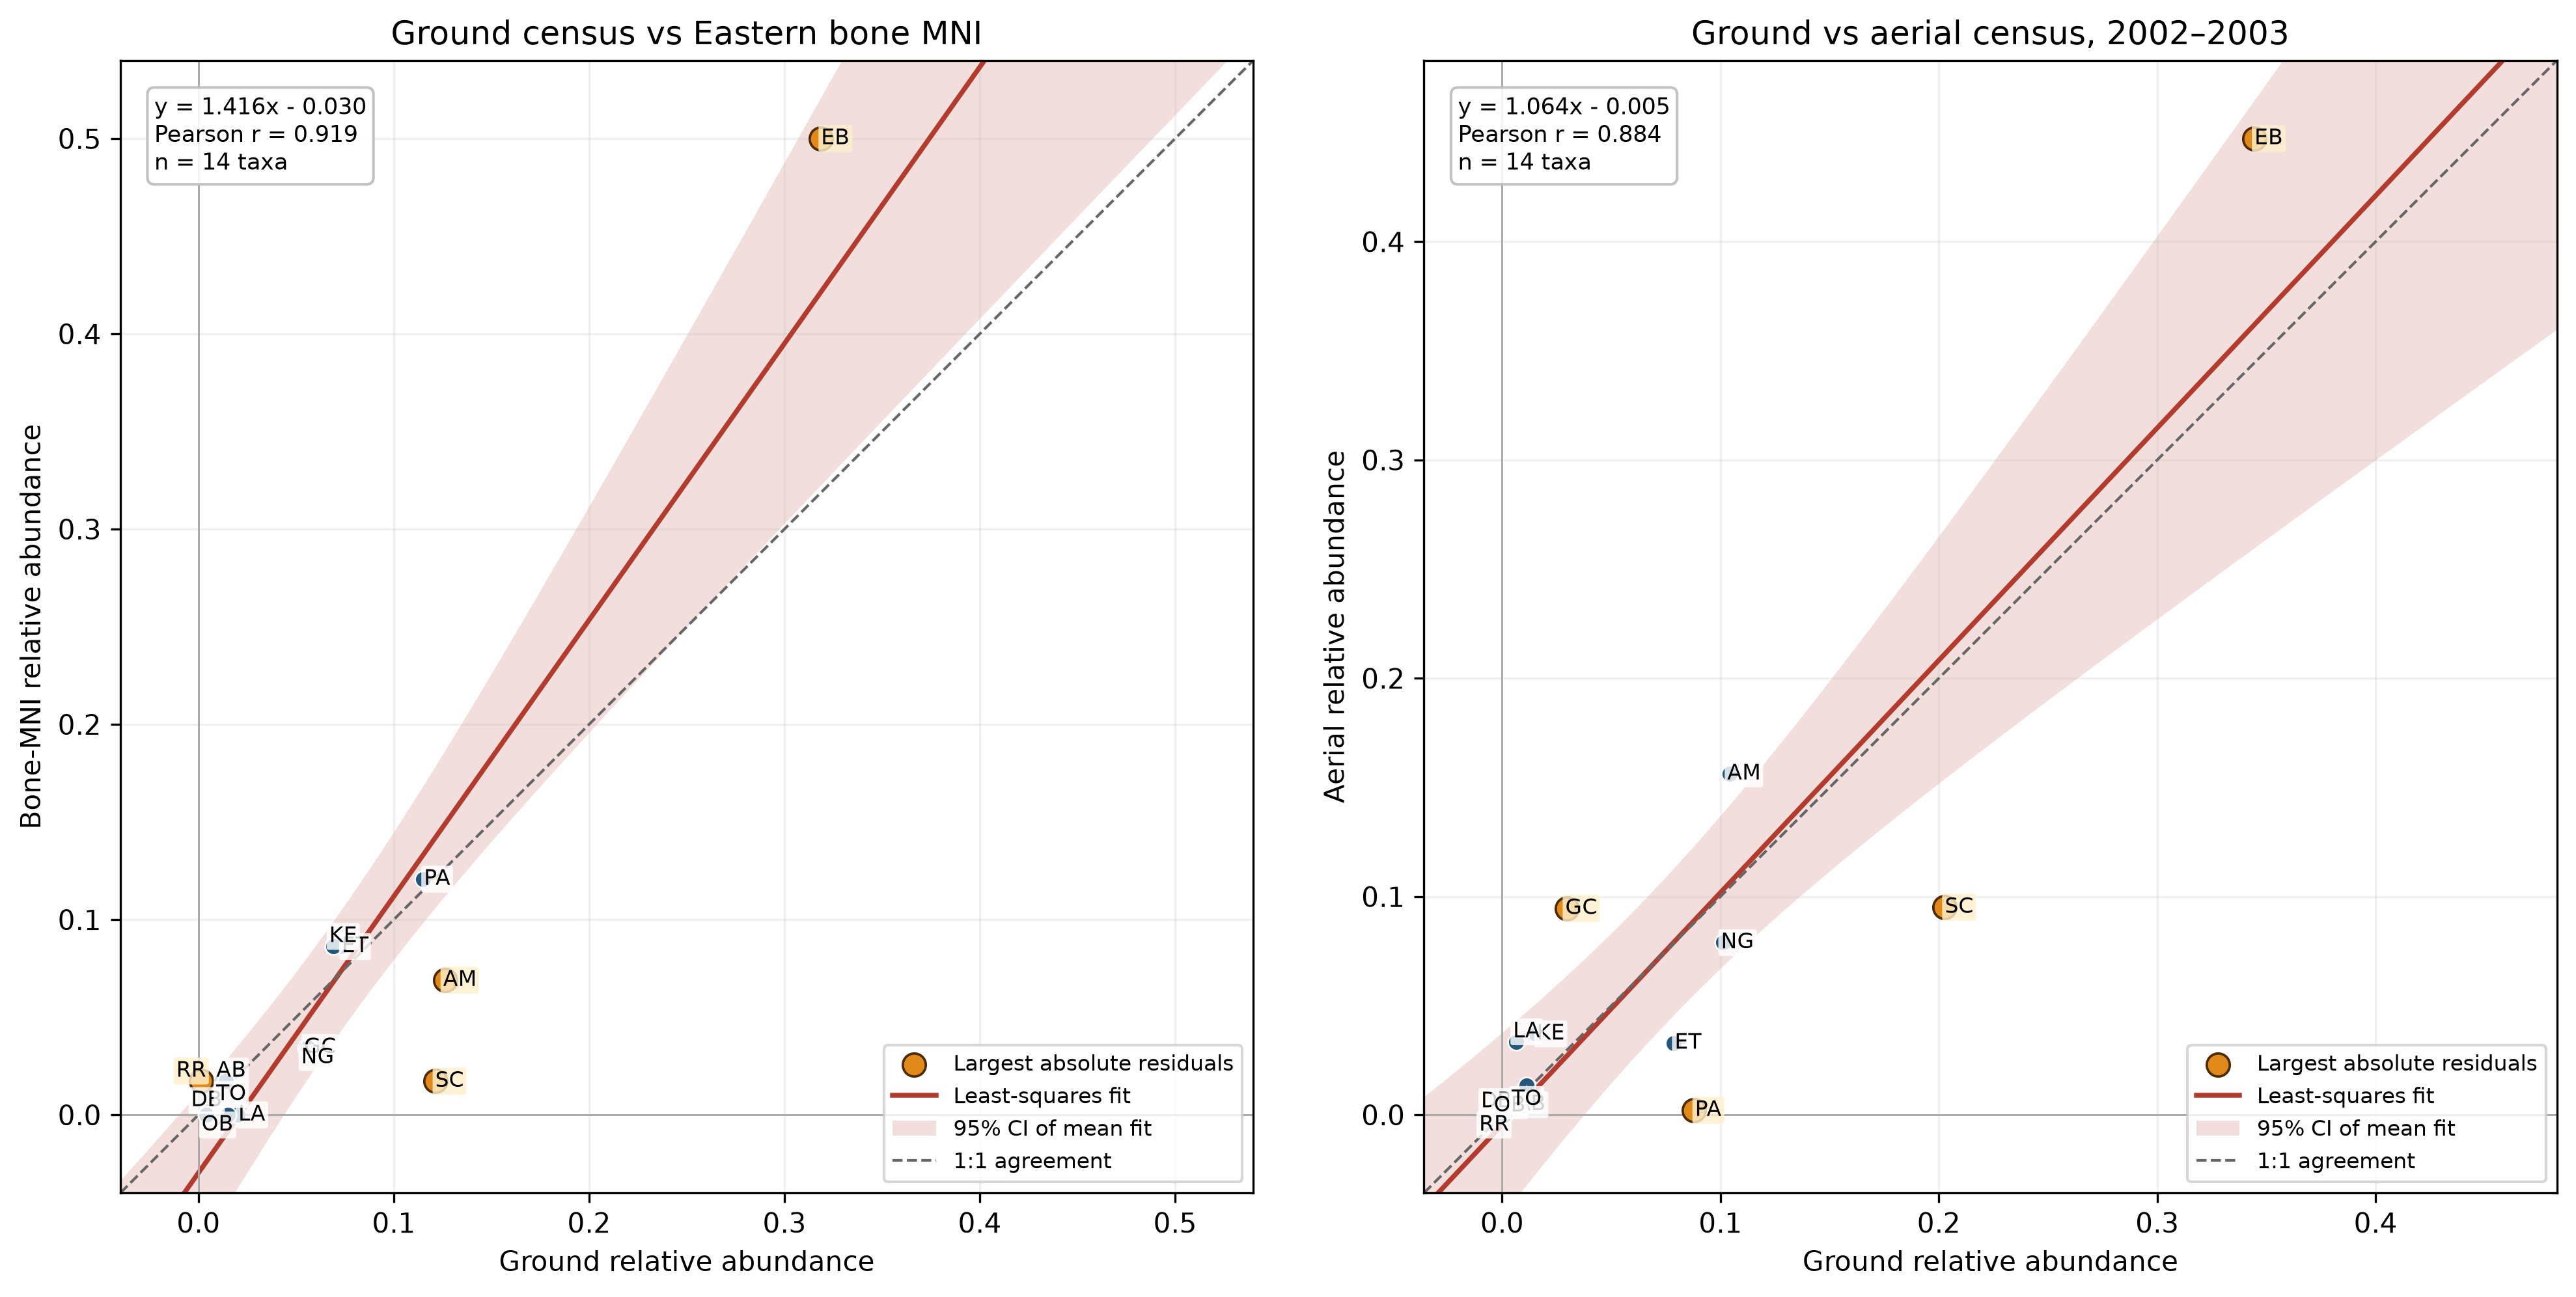 Ground census vs Eastern bone MNI
y = 1.416x - 0.030
Pearson r = 0.919
n = 14 taxa
Bone-MNI relative abundance
0.5
0.4
0.3
0.2
0.1
0.0
EB
PA
KE
ET
AM
GC
NG
RR
AB
SC
DB
TO
LA
OB
Largest absolute residuals
Least-squares fit
95% CI of mean fit
1:1 agreement
0.0
0.1
0.2
0.3
0.4
0.5
Ground relative abundance
Ground vs aerial census, 2002–2003
y = 1.064x - 0.005
Pearson r = 0.884
n = 14 taxa
Aerial relative abundance
0.4
0.3
0.2
0.1
0.0
EB
AM
GC
SC
NG
LA
KE
ET
TO
PA
RR
Largest absolute residuals
Least-squares fit
95% CI of mean fit
1:1 agreement
0.0
0.1
0.2
0.3
0.4
Ground relative abundance